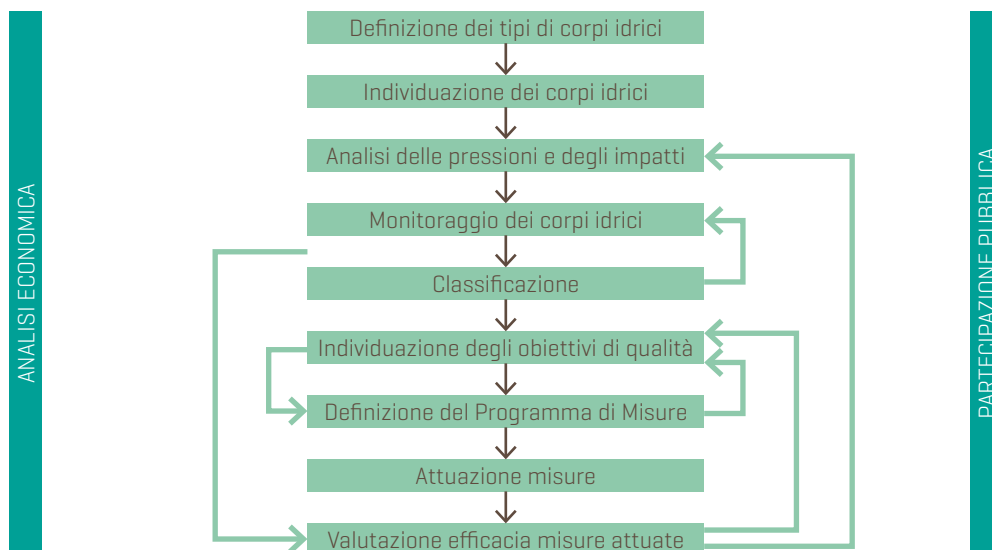 ANALISI ECONOMICA
Definizione dei tipi di corpi idrici
Individuazione dei corpi idrici
Analisi delle pressioni e degli impatti
Monitoraggio dei corpi idrici
Classificazione
Individuazione degli obiettivi di qualità
Definizione del Programma di Misure
Attuazione misure
Valutazione efficacia misure attuate
PARTECIPAZIONE PUBBLICA